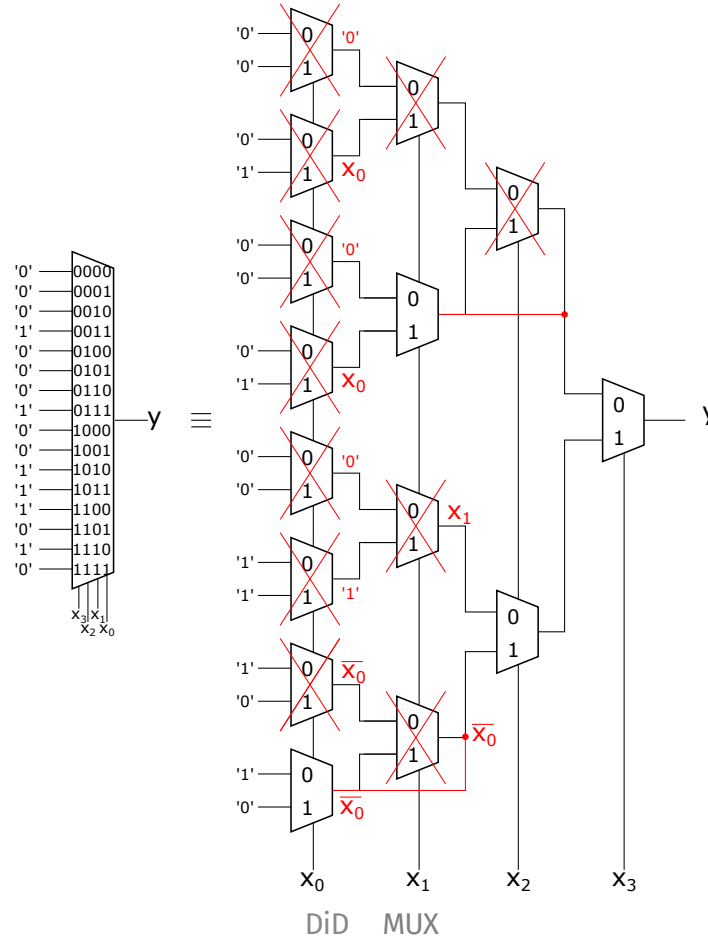 '0' 0000
'0' 0001
'0' 0010
'1' 0011
'0' 0100
'0' 0101
'0' 0110
'1' 0111
'0' 1000
'0' 1001
'1' 1010
'1' 1011
'1' 1100
'0' 1101
'1' 1110
'0' 1111
x₃ x₂ x₁ x₀
y
≡
'0' 0 '0'
'0' 1
'0' 0
'1' 1 x₀
'0' 0 '0'
'0' 1
'0' 0
'1' 1 x₀
'0' 0 '0'
'0' 1
'1' 0
'1' 1 '1'
'1' 0 x̅₀
'0' 1
'1' 0
'0' 1 x̅₀
0
1
0
1
0 x₁
1
0
1 x̅₀
0
1
0
1
0
1
y
x₀ x₁ x₂ x₃
DiD MUX